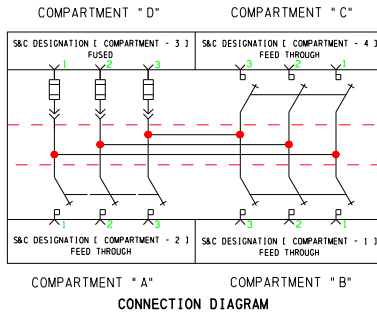 COMPARTMENT "D" COMPARTMENT "C"
S&C DESIGNATION [ COMPARTMENT - 3 ] S&C DESIGNATION [ COMPARTMENT - 4 ]
FUSED FEED THROUGH
1 2 3 3 2 1
1 2 3 3 2 1
S&C DESIGNATION [ COMPARTMENT - 2 ] S&C DESIGNATION [ COMPARTMENT - 1 ]
FEED THROUGH FEED THROUGH
COMPARTMENT "A" COMPARTMENT "B"
CONNECTION DIAGRAM